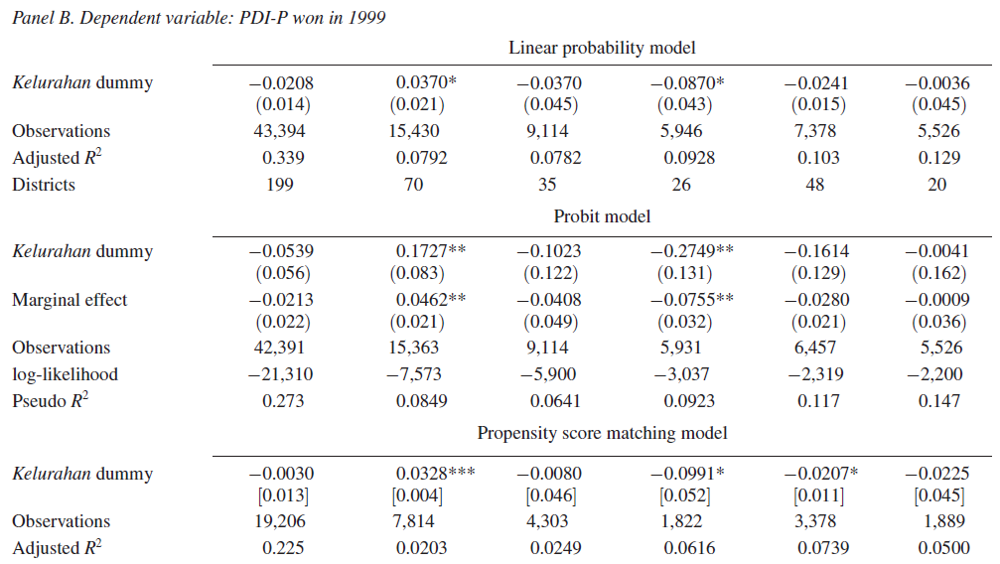 Panel B. Dependent variable: PDI-P won in 1999
Linear probability model
Kelurahan dummy −0.0208 0.0370* −0.0370 −0.0870* −0.0241 −0.0036
(0.014) (0.021) (0.045) (0.043) (0.015) (0.045)
Observations 43,394 15,430 9,114 5,946 7,378 5,526
Adjusted R² 0.339 0.0792 0.0782 0.0928 0.103 0.129
Districts 199 70 35 26 48 20
Probit model
Kelurahan dummy −0.0539 0.1727** −0.1023 −0.2749** −0.1614 −0.0041
(0.056) (0.083) (0.122) (0.131) (0.129) (0.162)
Marginal effect −0.0213 0.0462** −0.0408 −0.0755** −0.0280 −0.0009
(0.022) (0.021) (0.049) (0.032) (0.021) (0.036)
Observations 42,391 15,363 9,114 5,931 6,457 5,526
log-likelihood −21,310 −7,573 −5,900 −3,037 −2,319 −2,200
Pseudo R² 0.273 0.0849 0.0641 0.0923 0.117 0.147
Propensity score matching model
Kelurahan dummy −0.0030 0.0328*** −0.0080 −0.0991* −0.0207* −0.0225
[0.013] [0.004] [0.046] [0.052] [0.011] [0.045]
Observations 19,206 7,814 4,303 1,822 3,378 1,889
Adjusted R² 0.225 0.0203 0.0249 0.0616 0.0739 0.0500